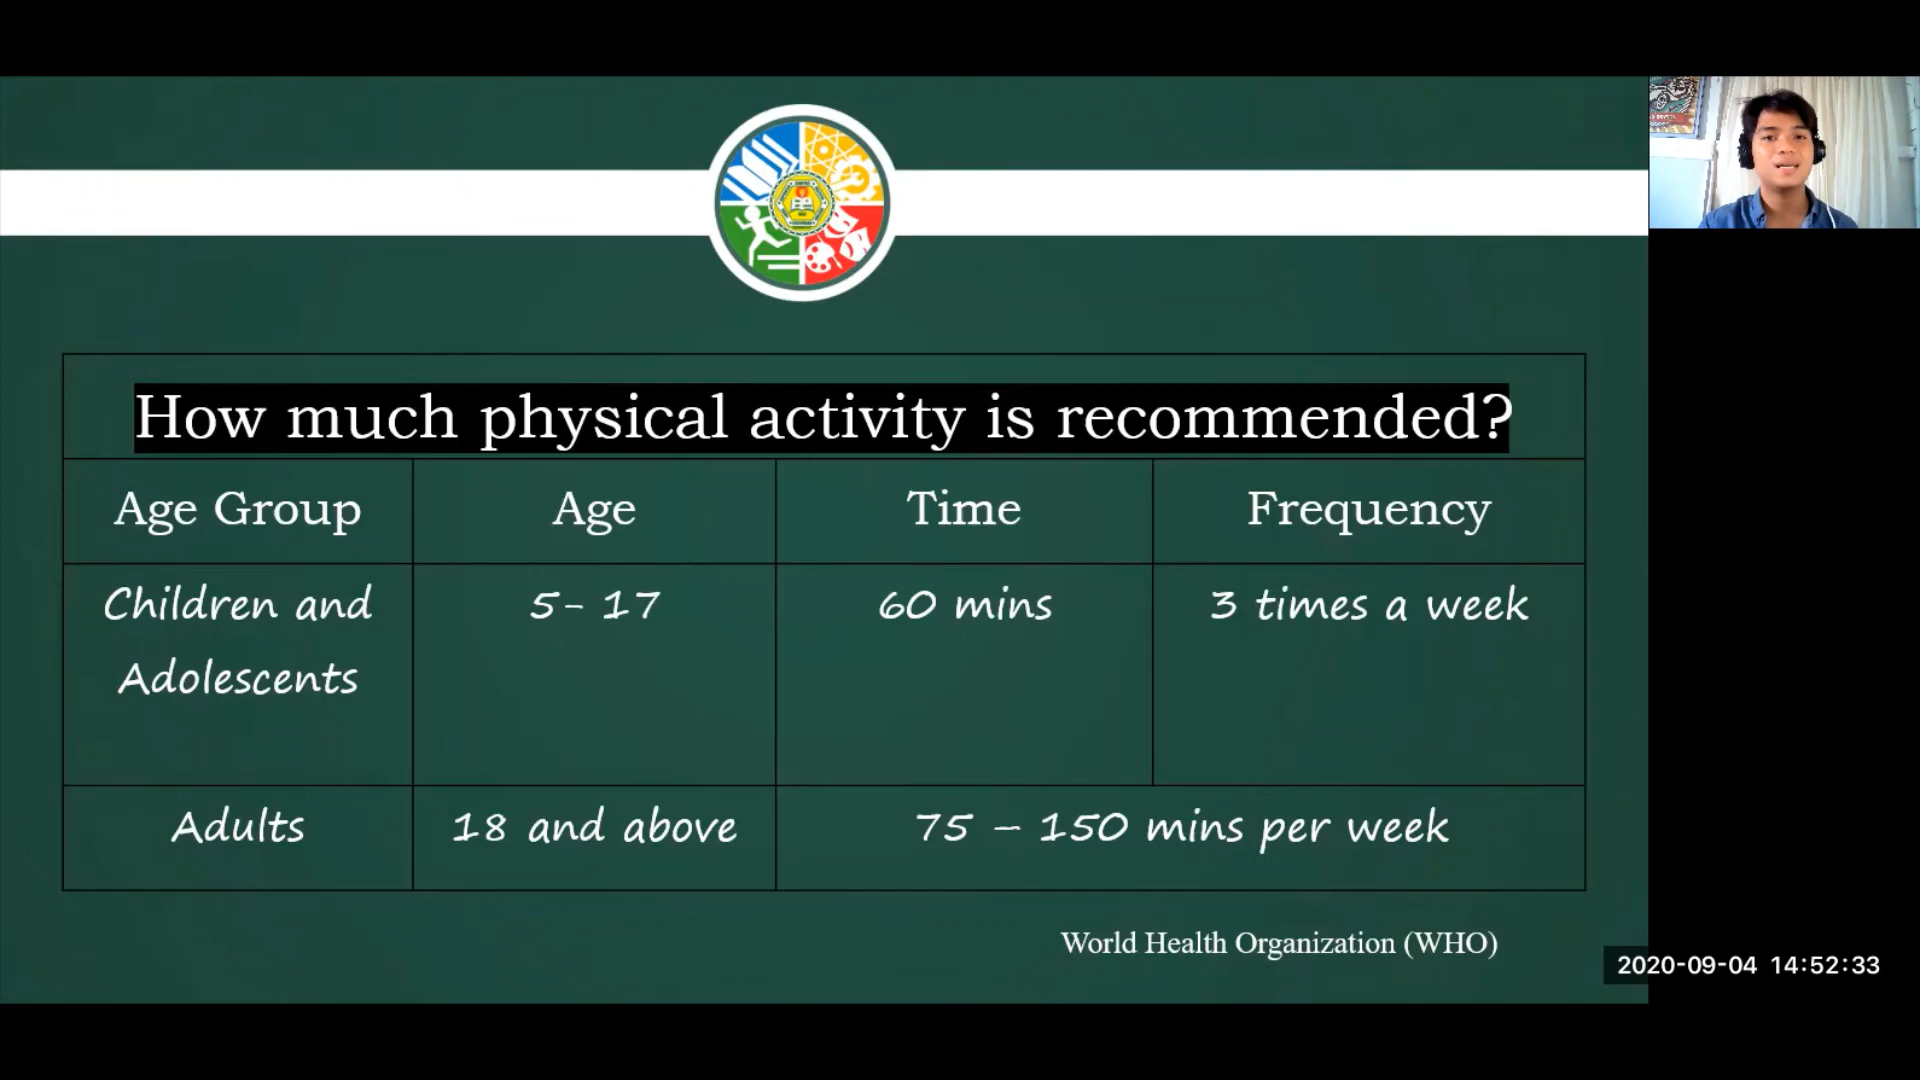 How much physical activity is recommended?
Age Group Age Time Frequency
Children and 5- 17 60 mins 3 times a week
Adolescents
Adults 18 and above 75 – 150 mins per week
World Health Organization (WHO)
2020-09-04 14:52:33